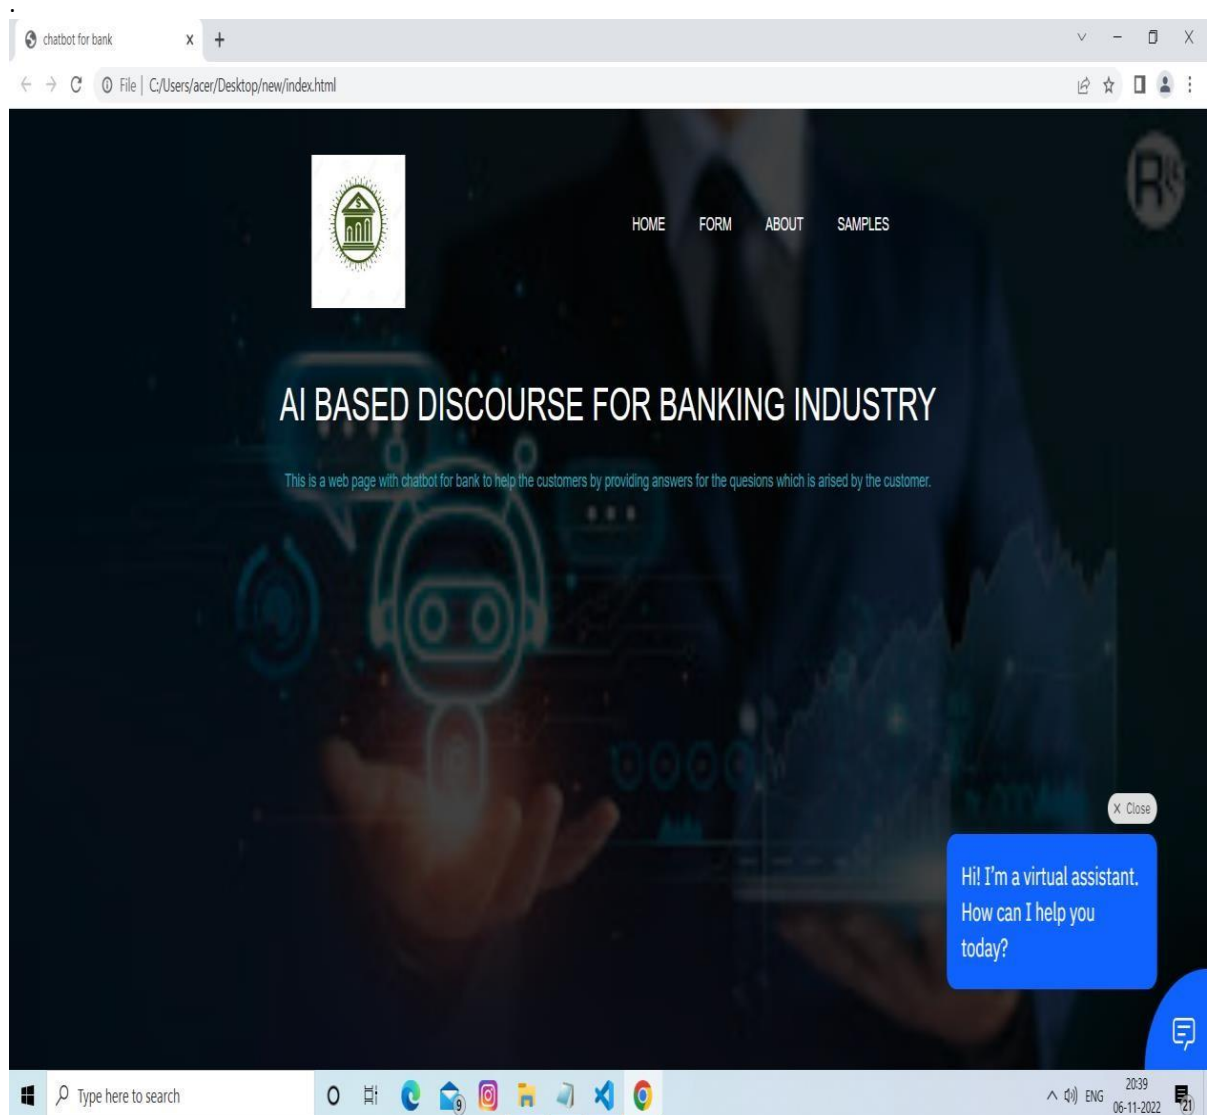 .
chatbot for bank
File | C:/Users/acer/Desktop/new/index.html
HOME FORM ABOUT SAMPLES
AI BASED DISCOURSE FOR BANKING INDUSTRY
This is a web page with chatbot for bank to help the customers by providing answers for the quesions which is arised by the customer.
× Close
Hi! I'm a virtual assistant.
How can I help you
today?
Type here to search
9
ENG
20:39
06-11-2022
21